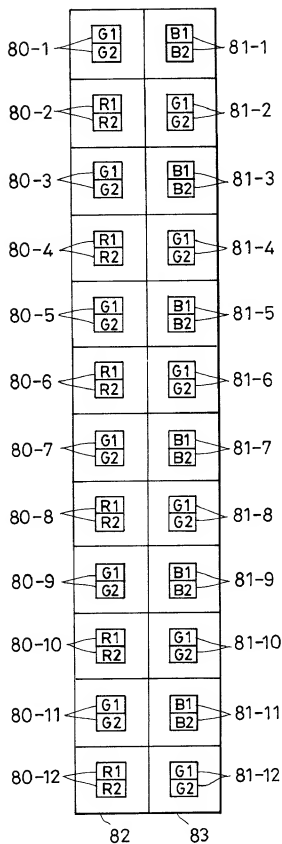 80-1 G1 B1 81-1
G2 B2
80-2 R1 G1 81-2
R2 G2
80-3 G1 B1 81-3
G2 B2
80-4 R1 G1 81-4
R2 G2
80-5 G1 B1 81-5
G2 B2
80-6 R1 G1 81-6
R2 G2
80-7 G1 B1 81-7
G2 B2
80-8 R1 G1 81-8
R2 G2
80-9 G1 B1 81-9
G2 B2
80-10 R1 G1 81-10
R2 G2
80-11 G1 B1 81-11
G2 B2
80-12 R1 G1 81-12
R2 G2
82 83